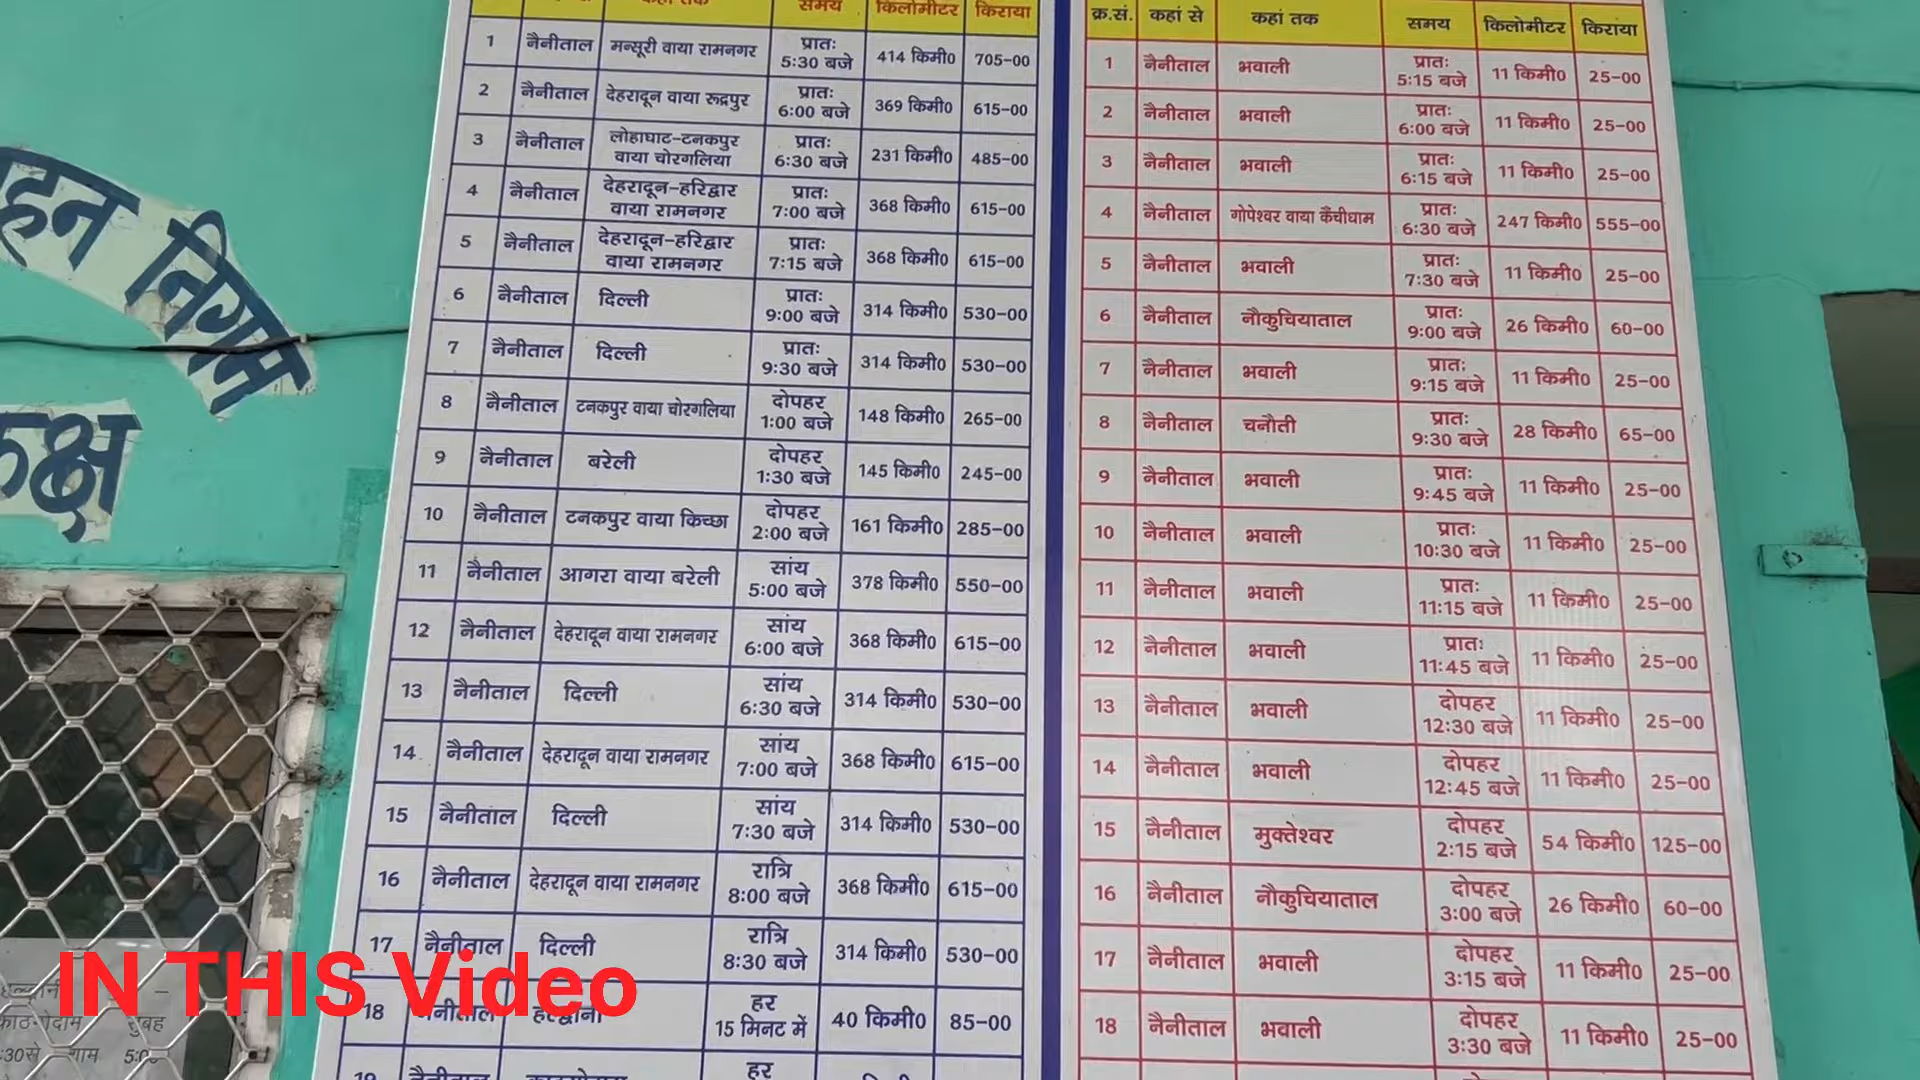 हन निगम
कक्ष
समय किलोमीटर किराया
1 नैनीताल मन्सूरी वाया रामनगर प्रातः 5:30 बजे 414 किमी0 705-00
2 नैनीताल देहरादून वाया रूद्रपुर प्रातः 6:00 बजे 369 किमी0 615-00
3 नैनीताल लोहाघाट-टनकपुर वाया चोरगलिया प्रातः 6:30 बजे 231 किमी0 485-00
4 नैनीताल देहरादून-हरिद्वार वाया रामनगर प्रातः 7:00 बजे 368 किमी0 615-00
5 नैनीताल देहरादून-हरिद्वार वाया रामनगर प्रातः 7:15 बजे 368 किमी0 615-00
6 नैनीताल दिल्ली प्रातः 9:00 बजे 314 किमी0 530-00
7 नैनीताल दिल्ली प्रातः 9:30 बजे 314 किमी0 530-00
8 नैनीताल टनकपुर वाया चोरगलिया दोपहर 1:00 बजे 148 किमी0 265-00
9 नैनीताल बरेली दोपहर 1:30 बजे 145 किमी0 245-00
10 नैनीताल टनकपुर वाया किच्छा दोपहर 2:00 बजे 161 किमी0 285-00
11 नैनीताल आगरा वाया बरेली सांय 5:00 बजे 378 किमी0 550-00
12 नैनीताल देहरादून वाया रामनगर सांय 6:00 बजे 368 किमी0 615-00
13 नैनीताल दिल्ली सांय 6:30 बजे 314 किमी0 530-00
14 नैनीताल देहरादून वाया रामनगर सांय 7:00 बजे 368 किमी0 615-00
15 नैनीताल दिल्ली सांय 7:30 बजे 314 किमी0 530-00
16 नैनीताल देहरादून वाया रामनगर रात्रि 8:00 बजे 368 किमी0 615-00
17 नैनीताल दिल्ली रात्रि 8:30 बजे 314 किमी0 530-00
18 नैनीताल हल्द्वानी हर 15 मिनट में 40 किमी0 85-00
हर
क्र.सं. कहां से कहां तक समय किलोमीटर किराया
1 नैनीताल भवाली प्रातः 5:15 बजे 11 किमी0 25-00
2 नैनीताल भवाली प्रातः 6:00 बजे 11 किमी0 25-00
3 नैनीताल भवाली प्रातः 6:15 बजे 11 किमी0 25-00
4 नैनीताल गोपेश्वर वाया कैंचीधाम प्रातः 6:30 बजे 247 किमी0 555-00
5 नैनीताल भवाली प्रातः 7:30 बजे 11 किमी0 25-00
6 नैनीताल नौकुचियाताल प्रातः 9:00 बजे 26 किमी0 60-00
7 नैनीताल भवाली प्रातः 9:15 बजे 11 किमी0 25-00
8 नैनीताल चनौती प्रातः 9:30 बजे 28 किमी0 65-00
9 नैनीताल भवाली प्रातः 9:45 बजे 11 किमी0 25-00
10 नैनीताल भवाली प्रातः 10:30 बजे 11 किमी0 25-00
11 नैनीताल भवाली प्रातः 11:15 बजे 11 किमी0 25-00
12 नैनीताल भवाली प्रातः 11:45 बजे 11 किमी0 25-00
13 नैनीताल भवाली दोपहर 12:30 बजे 11 किमी0 25-00
14 नैनीताल भवाली दोपहर 12:45 बजे 11 किमी0 25-00
15 नैनीताल मुक्तेश्वर दोपहर 2:15 बजे 54 किमी0 125-00
16 नैनीताल नौकुचियाताल दोपहर 3:00 बजे 26 किमी0 60-00
17 नैनीताल भवाली दोपहर 3:15 बजे 11 किमी0 25-00
18 नैनीताल भवाली दोपहर 3:30 बजे 11 किमी0 25-00
IN THIS Video
काठगोदाम सुबह
:30से शाम